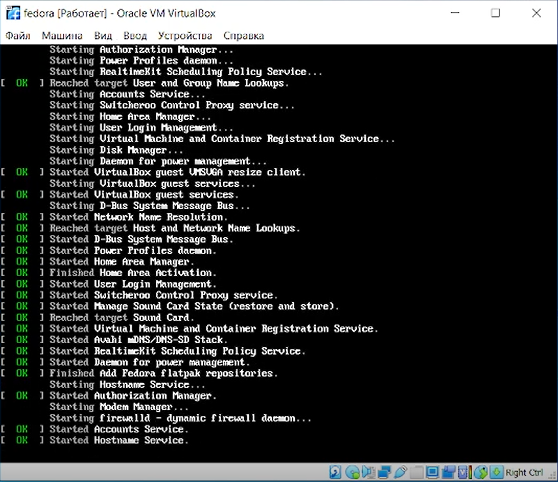 fedora [Работает] - Oracle VM VirtualBox
Файл Машина Вид Ввод Устройства Справка
Starting Authorization Manager...
Starting Power Profiles daemon...
Starting RealtimeKit Scheduling Policy Service...
[ OK ] Reached target User and Group Name Lookups.
Starting Accounts Service...
Starting Switcheroo Control Proxy service...
Starting Home Area Manager...
Starting User Login Management...
Starting Virtual Machine and Container Registration Service...
Starting Disk Manager...
Starting Daemon for power management...
[ OK ] Started VirtualBox guest VMSVGA resize client.
Starting VirtualBox guest services...
[ OK ] Started VirtualBox guest services.
Starting D-Bus System Message Bus...
[ OK ] Started Network Name Resolution.
[ OK ] Reached target Host and Network Name Lookups.
[ OK ] Started D-Bus System Message Bus.
[ OK ] Started Power Profiles daemon.
[ OK ] Started Home Area Manager.
[ OK ] Finished Home Area Activation.
[ OK ] Started User Login Management.
[ OK ] Started Switcheroo Control Proxy service.
[ OK ] Started Manage Sound Card State (restore and store).
[ OK ] Reached target Sound Card.
[ OK ] Started Virtual Machine and Container Registration Service.
[ OK ] Started Avahi mDNS/DNS-SD Stack.
[ OK ] Started RealtimeKit Scheduling Policy Service.
[ OK ] Started Daemon for power management.
[ OK ] Finished Add Fedora flatpak repositories.
Starting Hostname Service...
[ OK ] Started Authorization Manager.
Starting Modem Manager...
Starting firewalld - dynamic firewall daemon...
[ OK ] Started Accounts Service.
[ OK ] Started Hostname Service.
Right Ctrl